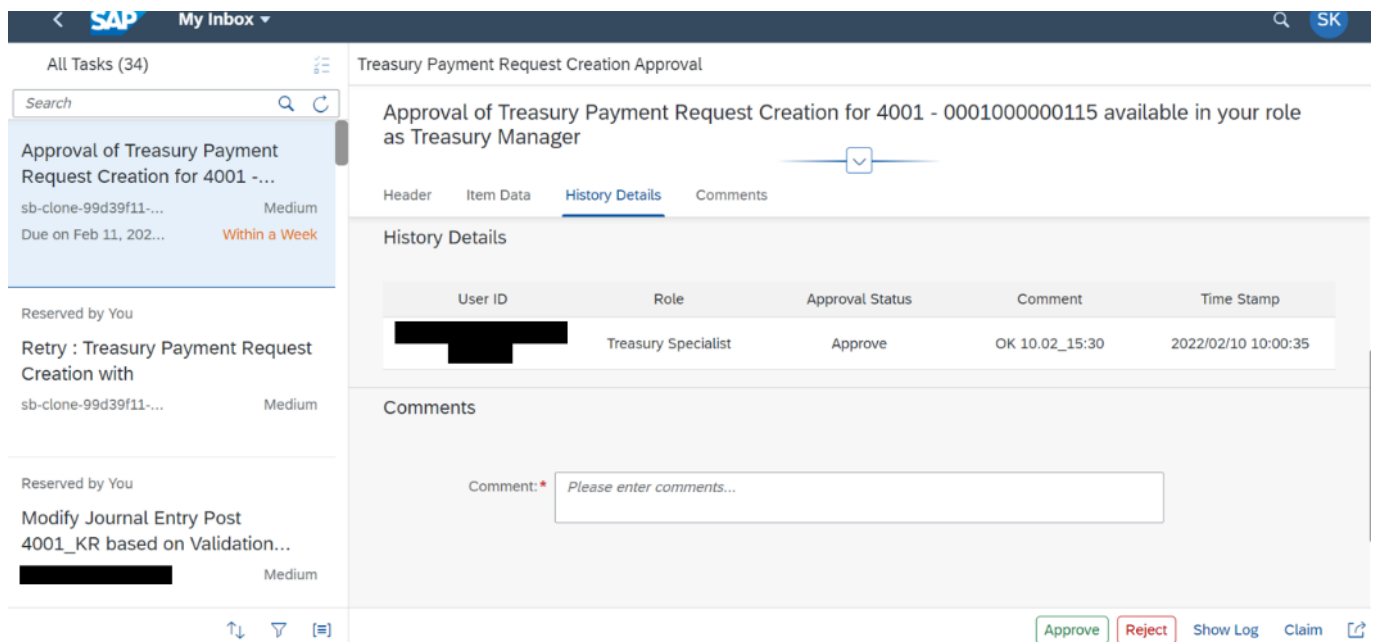 SAP My Inbox
SK
All Tasks (34)
Search
Approval of Treasury Payment
Request Creation for 4001 -...
sb-clone-99d39f11-... Medium
Due on Feb 11, 202... Within a Week
Reserved by You
Retry : Treasury Payment Request
Creation with
sb-clone-99d39f11-... Medium
Reserved by You
Modify Journal Entry Post
4001_KR based on Validation...
Medium
Treasury Payment Request Creation Approval
Approval of Treasury Payment Request Creation for 4001 - 0001000000115 available in your role
as Treasury Manager
Header Item Data History Details Comments
History Details
User ID Role Approval Status Comment Time Stamp
Treasury Specialist Approve OK 10.02_15:30 2022/02/10 10:00:35
Comments
Comment:* Please enter comments...
Approve Reject Show Log Claim